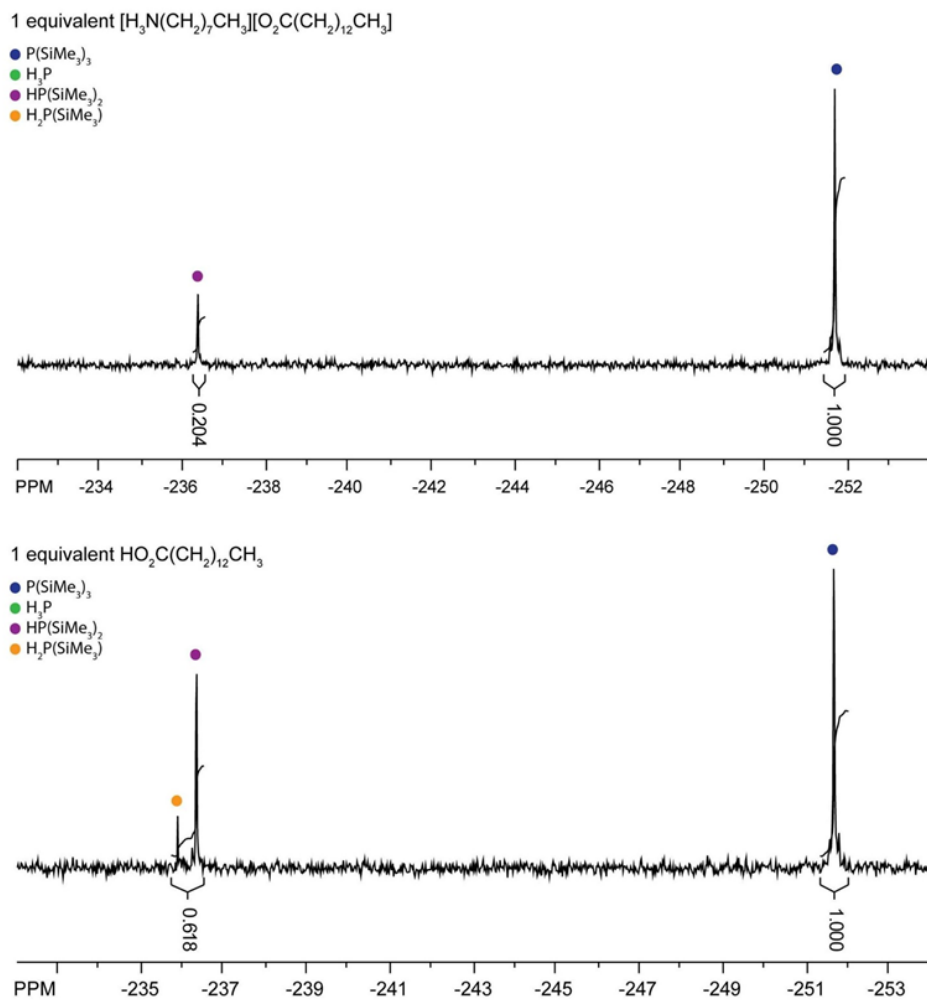 1 equivalent [H₃N(CH₂)₇CH₃][O₂C(CH₂)₁₂CH₃]
P(SiMe₃)₃
H₃P
HP(SiMe₃)₂
H₂P(SiMe₃)
0.204
1.000
PPM -234 -236 -238 -240 -242 -244 -246 -248 -250 -252
1 equivalent HO₂C(CH₂)₁₂CH₃
P(SiMe₃)₃
H₃P
HP(SiMe₃)₂
H₂P(SiMe₃)
0.618
1.000
PPM -235 -237 -239 -241 -243 -245 -247 -249 -251 -253